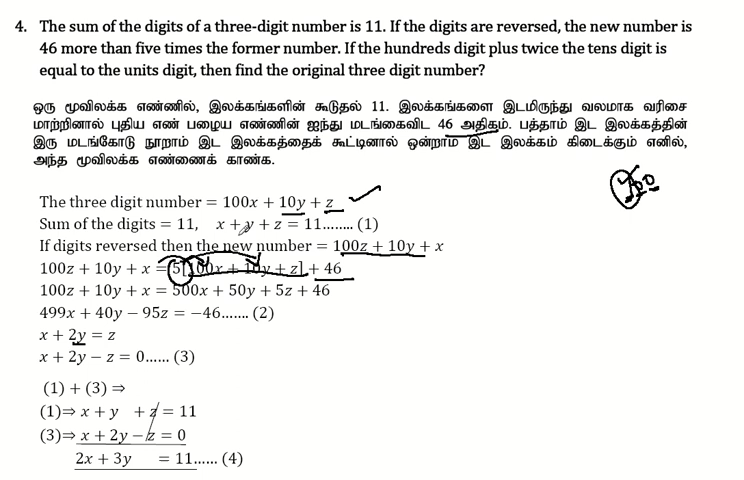 4. The sum of the digits of a three-digit number is 11. If the digits are reversed, the new number is
46 more than five times the former number. If the hundreds digit plus twice the tens digit is
equal to the units digit, then find the original three digit number?
ஒரு மூவிலக்க எண்ணில், இலக்கங்களின் கூடுதல் 11. இலக்கங்களை இடமிருந்து வலமாக வரிசை
மாற்றினால் புதிய எண் பழைய எண்ணின் ஐந்து மடங்கைவிட 46 அதிகம். பத்தாம் இட இலக்கத்தின்
இரு மடங்கோடு நூறாம் இட இலக்கத்தைக் கூட்டினால் ஒன்றாம் இட இலக்கம் கிடைக்கும் எனில்,
அந்த மூவிலக்க எண்ணைக் காண்க.
The three digit number = 100x + 10y + z
Sum of the digits = 11, x + y + z = 11........ (1)
If digits reversed then the new number = 100z + 10y + x
100z + 10y + x = 5[100x + 10y + z] + 46
100z + 10y + x = 500x + 50y + 5z + 46
499x + 40y − 95z = −46....... (2)
x + 2y = z
x + 2y − z = 0...... (3)
(1) + (3) ⇒
(1)⇒ x + y + z = 11
(3)⇒ x + 2y − z = 0
2x + 3y = 11...... (4)